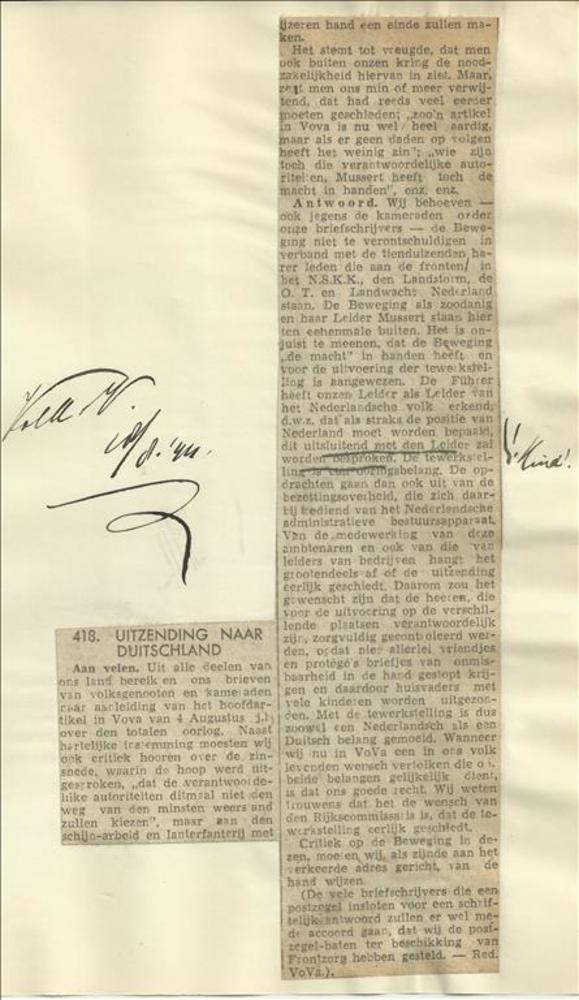 418. UITZENDING NAAR
DUITSCHLAND
Aan velen. Uit alle deelen van
ons land bereiken ons brieven
van volksgenooten en kameraden
naar aanleiding van het hoofdar-
tikel in Vova van 4 Augustus j.l.
over den totalen oorlog. Naast
hartelijke instemming moesten wij
ook critiek hooren over de zin-
snede, waarin de hoop werd uit-
gesproken, „dat de verantwoorde-
lijke autoriteiten ditmaal niet den
weg van den minsten weerstand
zullen kiezen", maar aan den
schijn-arbeid en lanterfanterij met
ijzeren hand een einde zullen ma-
ken.
Het stemt tot vreugde, dat men
ook buiten onzen kring de nood-
zakelijkheid hiervan in ziet. Maar,
zegt men ons min of meer verwij-
tend, dat had reeds veel eerder
moeten geschieden; „zoo'n artikel
in Vova is nu wel heel aardig,
maar als er geen daden op volgen
heeft het weinig zin"; „wie zijn
toch die verantwoordelijke auto-
riteiten, Mussert heeft toch de
macht in handen", enz. enz.
Antwoord. Wij behoeven —
ook jegens de kameraden onder
onze briefschrijvers — de Bewe-
ging niet te verontschuldigen in
verband met de tienduizenden ha-
rer leden die aan de fronten, in
het N.S.K.K., den Landstorm, de
O. T. en Landwacht Nederland
staan. De Beweging als zoodanig
en haar Leider Mussert staan hier
ten eenenmale buiten. Het is on-
juist te meenen, dat de Beweging
„de macht" in handen heeft en
voor de uitvoering der tewerkstel-
ling is aangewezen. De Führer
heeft onzen Leider als Leider van
het Nederlandsche volk erkend,
d.w.z. dat als straks de positie van
Nederland moet worden bepaald,
dit uitsluitend met den Leider zal
worden besproken. De tewerkstel-
ling is een oorlogsbelang. De op-
drachten gaan dan ook uit van de
bezettingsoverheid, die zich daar-
bij bedient van het Nederlandsche
administratieve bestuursapparaat.
Van de medewerking van deze
ambtenaren en ook van die van
leiders van bedrijven hangt het
grootendeels af of de uitzending
eerlijk geschiedt. Daarom zou het
gewenscht zijn dat de heeren, die
voor de uitvoering op de verschil-
lende plaatsen verantwoordelijk
zijn, zorgvuldig gecontroleerd wer-
den, opdat niet allerlei vriendjes
en protégé's briefjes van onmis-
baarheid in de hand gestopt krij-
gen en daardoor huisvaders met
vele kinderen worden uitgezon-
den. Met de tewerkstelling is dus
zoowel een Nederlandsch als een
Duitsch belang gemoeid. Wanneer
wij nu in VoVa een in ons volk
levenden wensch vertolken die
beide belangen gelijkelijk dient,
is dat ons goede recht. Wij weten
trouwens dat het de wensch van
den Rijkscommissaris is, dat de te-
werkstelling eerlijk geschiedt.
Critiek op de Beweging in de-
zen, moeten wij, als zijnde aan het
verkeerde adres gericht, van de
hand wijzen.
(De vele briefschrijvers die een
postzegel insloten voor een schrif-
telijk antwoord zullen er wel me-
de accoord gaan, dat wij de post-
zegel-baten ter beschikking van
Frontzorg hebben gesteld. — Red.
VoVa.).
! Kind!